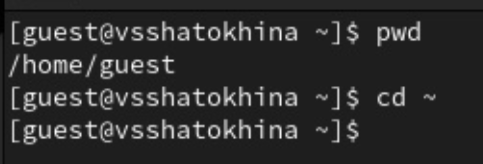 [guest@vsshatokhina ~]$ pwd
/home/guest
[guest@vsshatokhina ~]$ cd ~
[guest@vsshatokhina ~]$